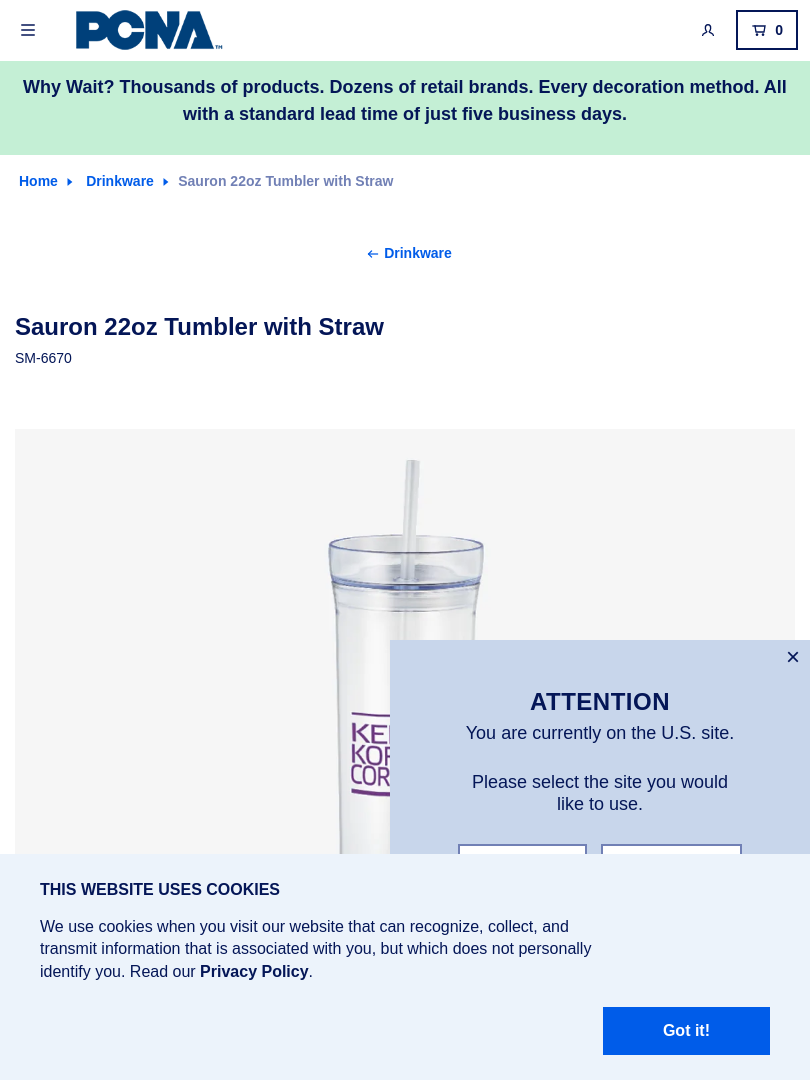 PCNA™
0
Why Wait? Thousands of products. Dozens of retail brands. Every decoration method. All
with a standard lead time of just five business days.
Home Drinkware Sauron 22oz Tumbler with Straw
← Drinkware
Sauron 22oz Tumbler with Straw
SM-6670
×
ATTENTION
You are currently on the U.S. site.
Please select the site you would
like to use.
THIS WEBSITE USES COOKIES
We use cookies when you visit our website that can recognize, collect, and
transmit information that is associated with you, but which does not personally
identify you. Read our Privacy Policy.
Got it!